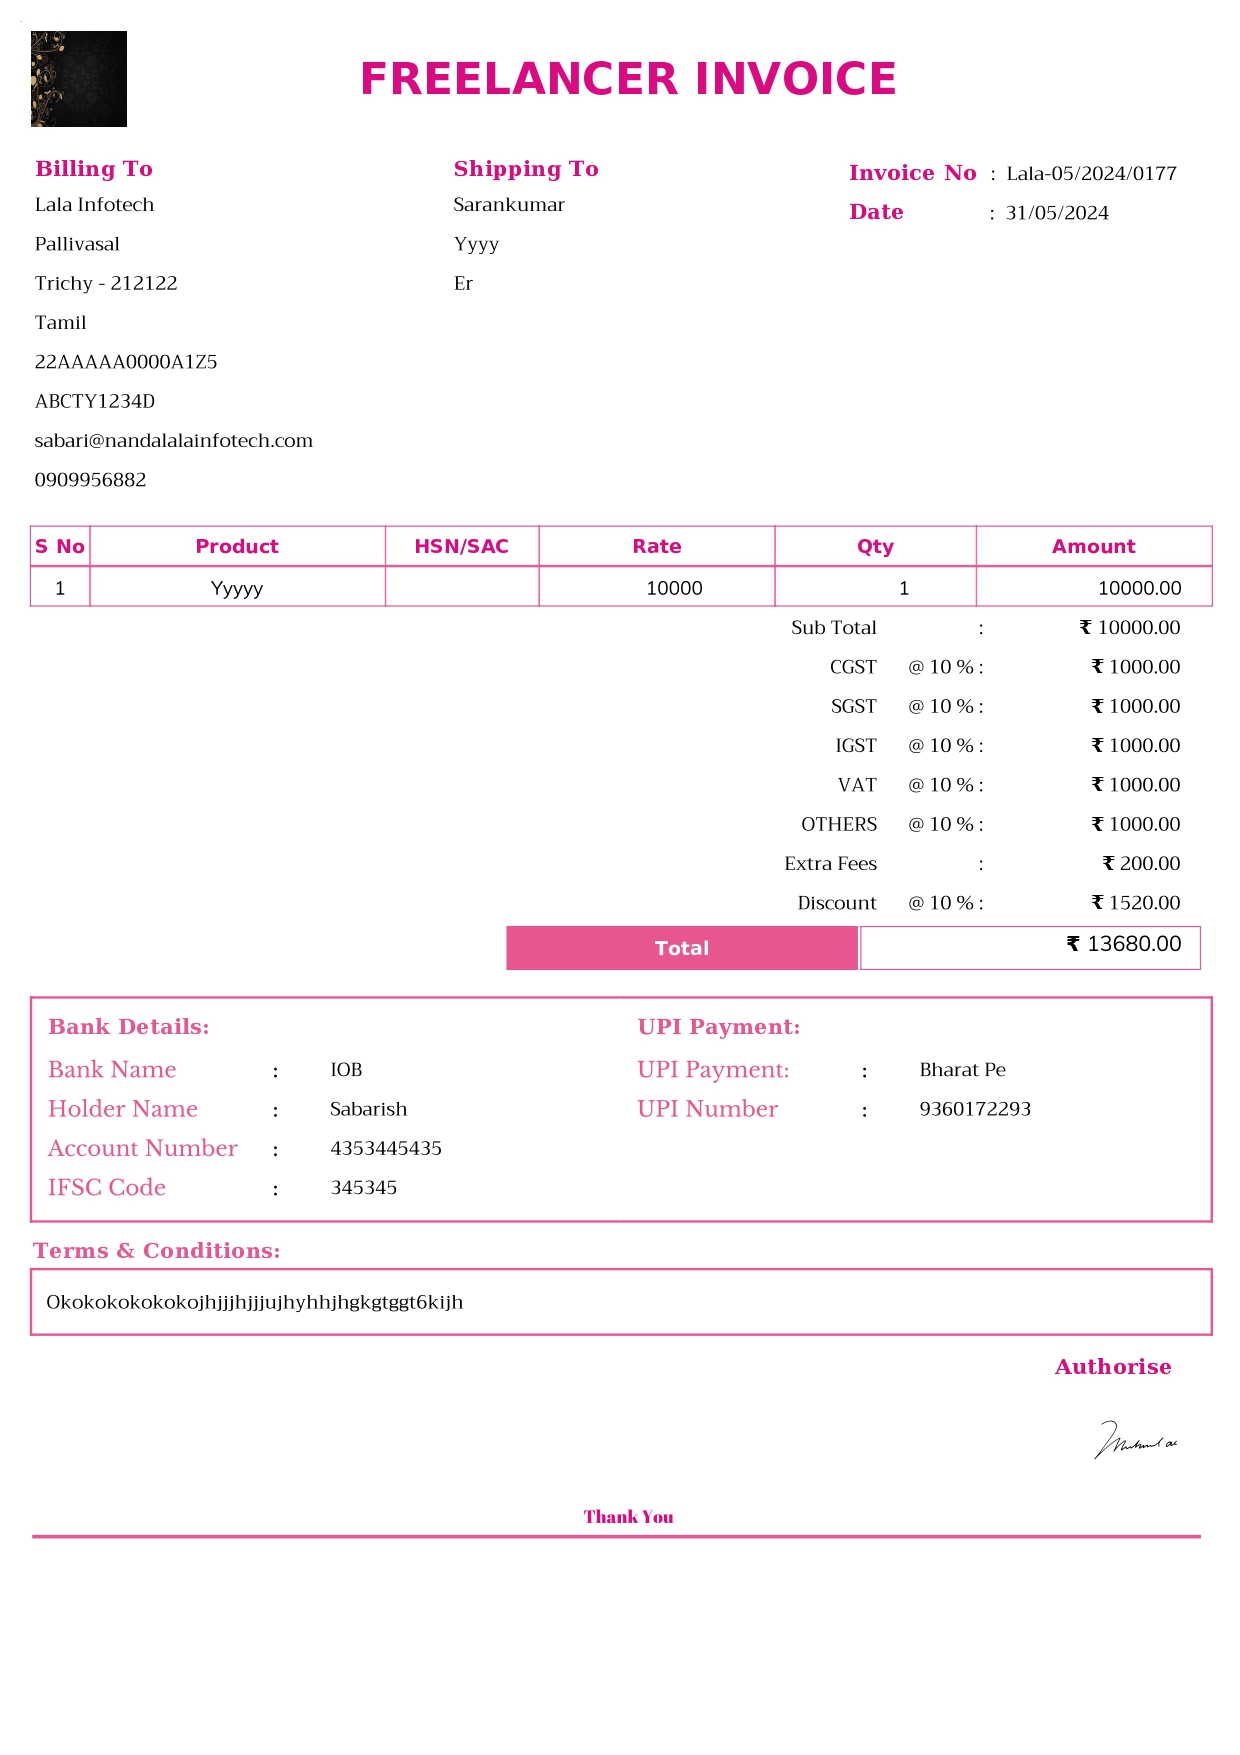 FREELANCER INVOICE
Billing To
Lala Infotech
Pallivasal
Trichy - 212122
Tamil
22AAAAA0000A1Z5
ABCTY1234D
sabari@nandalalainfotech.com
0909956882
Shipping To
Sarankumar
Yyyy
Er
Invoice No : Lala-05/2024/0177
Date : 31/05/2024
S No Product HSN/SAC Rate Qty Amount
1 Yyyyy 10000 1 10000.00
Sub Total : ₹ 10000.00
CGST @ 10 % : ₹ 1000.00
SGST @ 10 % : ₹ 1000.00
IGST @ 10 % : ₹ 1000.00
VAT @ 10 % : ₹ 1000.00
OTHERS @ 10 % : ₹ 1000.00
Extra Fees : ₹ 200.00
Discount @ 10 % : ₹ 1520.00
Total ₹ 13680.00
Bank Details:
Bank Name : IOB
Holder Name : Sabarish
Account Number : 4353445435
IFSC Code : 345345
UPI Payment:
UPI Payment: : Bharat Pe
UPI Number : 9360172293
Terms & Conditions:
Okokokokokokojhjjjhjjjujhyhhjhgkgtggt6kijh
Authorise
Thank You